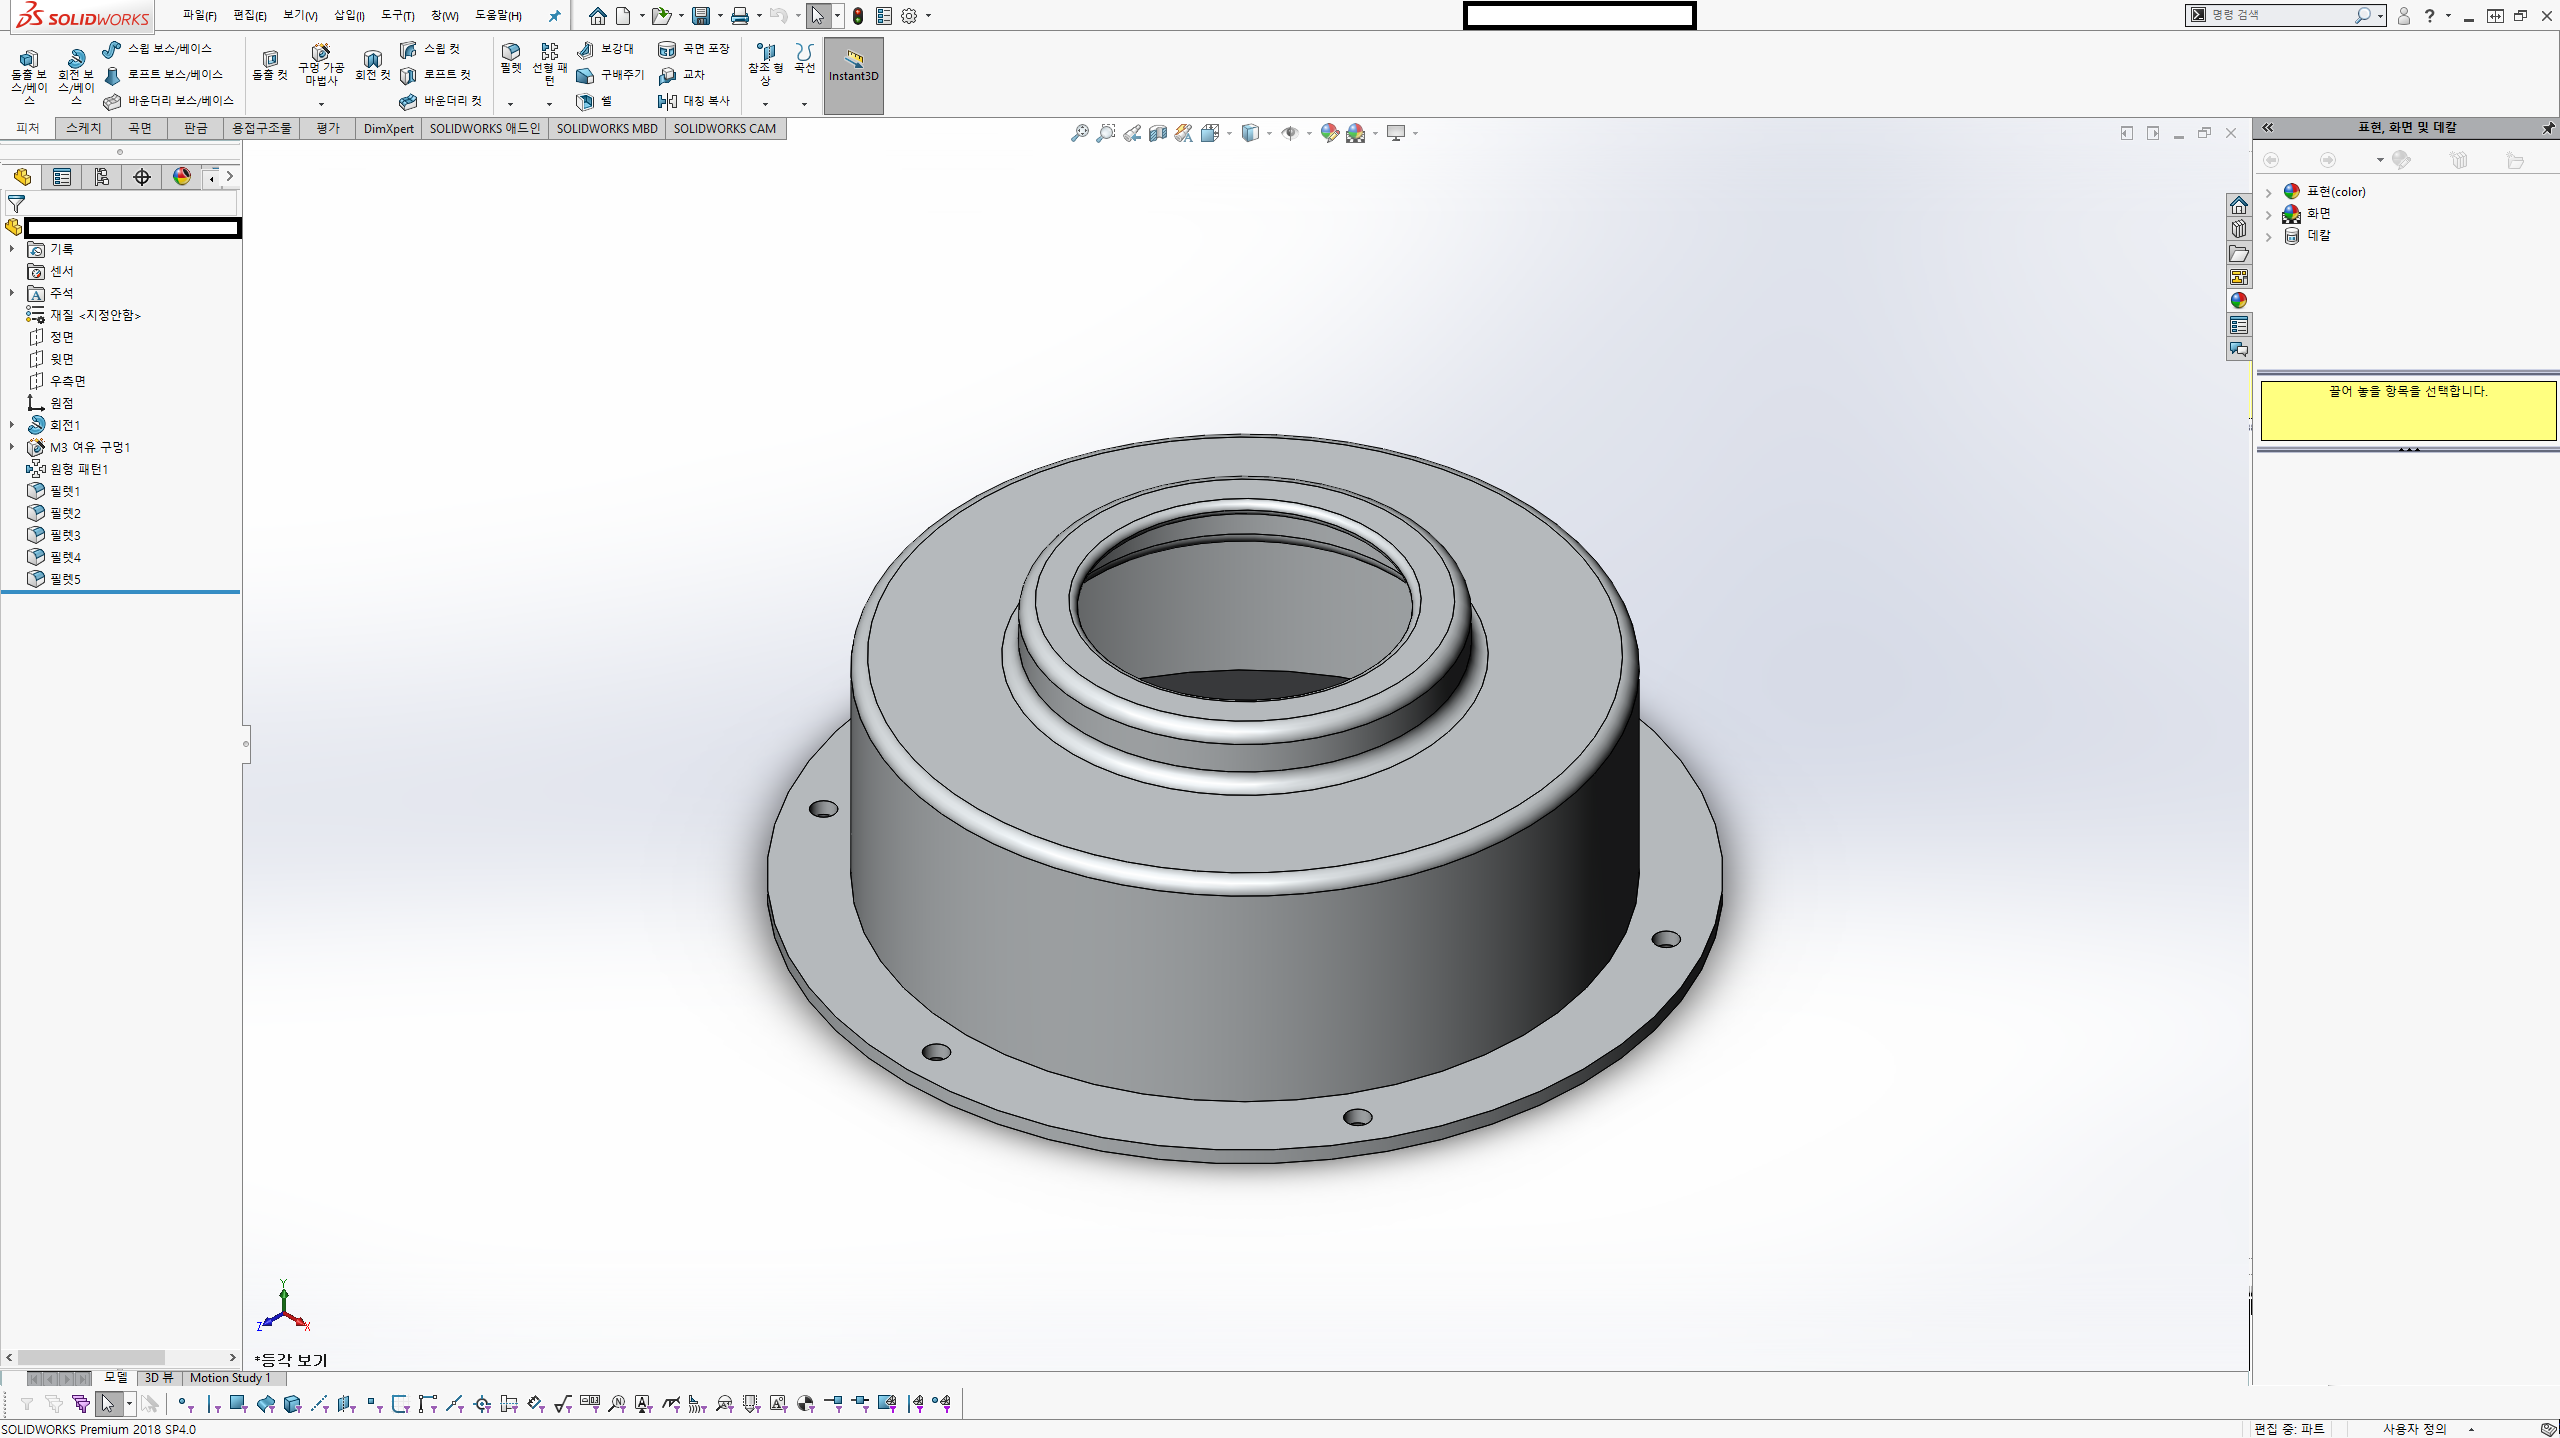 SOLIDWORKS
파일(F) 편집(E) 보기(V) 삽입(I) 도구(T) 창(W) 도움말(H)
명령 검색
돌출 보스/베이스
회전 보스/베이스
스윕 보스/베이스
로프트 보스/베이스
바운더리 보스/베이스
돌출 컷
구멍 가공 마법사
회전 컷
스윕 컷
로프트 컷
바운더리 컷
필렛
선형 패턴
보강대
구배주기
쉘
곡면 포장
교차
대칭 복사
참조 형상
곡선
Instant3D
피처 스케치 곡면 판금 용접구조물 평가 DimXpert SOLIDWORKS 애드인 SOLIDWORKS MBD SOLIDWORKS CAM
기록
센서
주석
재질 <지정안함>
정면
윗면
우측면
원점
회전1
M3 여유 구멍1
원형 패턴1
필렛1
필렛2
필렛3
필렛4
필렛5
표현, 화면 및 데칼
표현(color)
화면
데칼
끌어 놓을 항목을 선택합니다.
Y
Z
X
*등각 보기
모델 3D 뷰 Motion Study 1
SOLIDWORKS Premium 2018 SP4.0
편집 중: 파트 사용자 정의